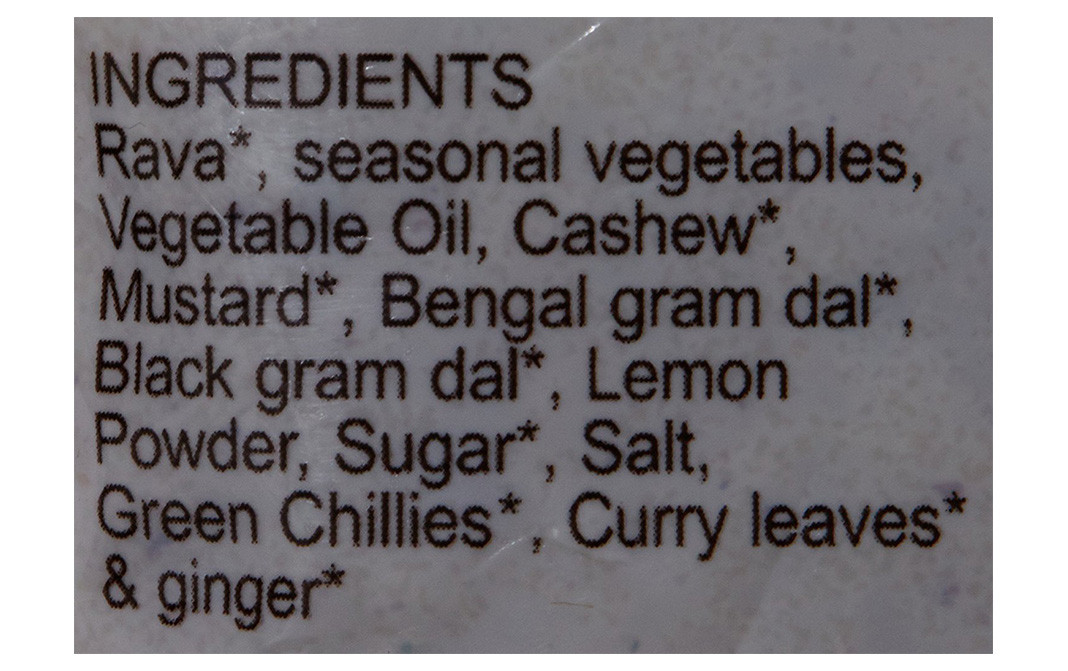 INGREDIENTS
Rava*, seasonal vegetables,
Vegetable Oil, Cashew*,
Mustard*, Bengal gram dal*,
Black gram dal*, Lemon
Powder, Sugar*, Salt,
Green Chillies*, Curry leaves*
& ginger*